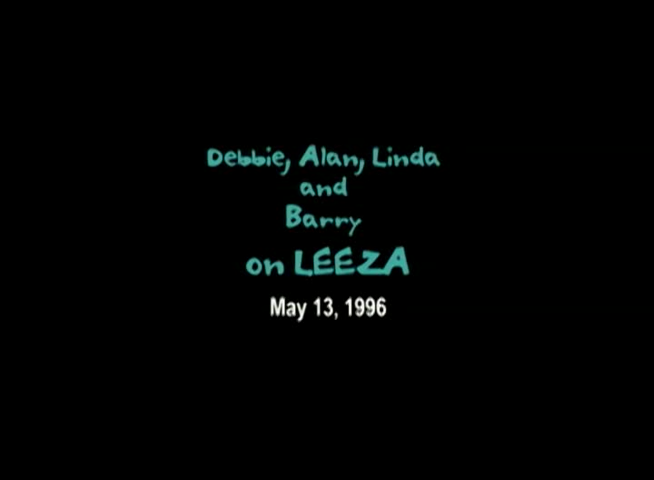 Debbie, Alan, Linda
and
Barry
on LEEZA
May 13, 1996